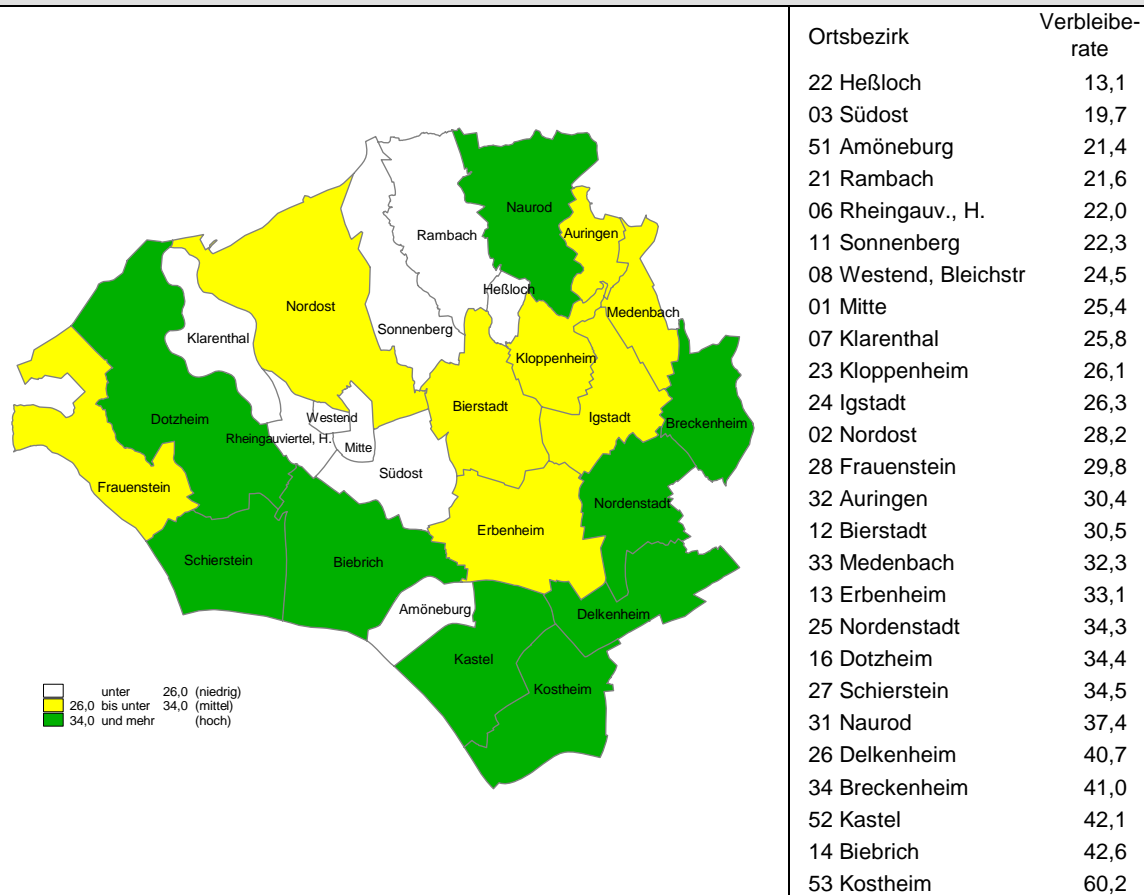 Naurod
Rambach
Auringen
Heßloch
Nordost
Medenbach
Sonnenberg
Klarenthal
Kloppenheim
Bierstadt
Igstadt
Westend
Dotzheim
Breckenheim
Rheingauviertel, H.
Mitte
Südost
Frauenstein
Nordenstadt
Erbenheim
Schierstein
Biebrich
Amöneburg
Delkenheim
Kastel
Kostheim
unter 26,0 (niedrig)
26,0 bis unter 34,0 (mittel)
34,0 und mehr (hoch)
Ortsbezirk Verbleibe-
rate
22 Heßloch 13,1
03 Südost 19,7
51 Amöneburg 21,4
21 Rambach 21,6
06 Rheingauv., H. 22,0
11 Sonnenberg 22,3
08 Westend, Bleichstr 24,5
01 Mitte 25,4
07 Klarenthal 25,8
23 Kloppenheim 26,1
24 Igstadt 26,3
02 Nordost 28,2
28 Frauenstein 29,8
32 Auringen 30,4
12 Bierstadt 30,5
33 Medenbach 32,3
13 Erbenheim 33,1
25 Nordenstadt 34,3
16 Dotzheim 34,4
27 Schierstein 34,5
31 Naurod 37,4
26 Delkenheim 40,7
34 Breckenheim 41,0
52 Kastel 42,1
14 Biebrich 42,6
53 Kostheim 60,2